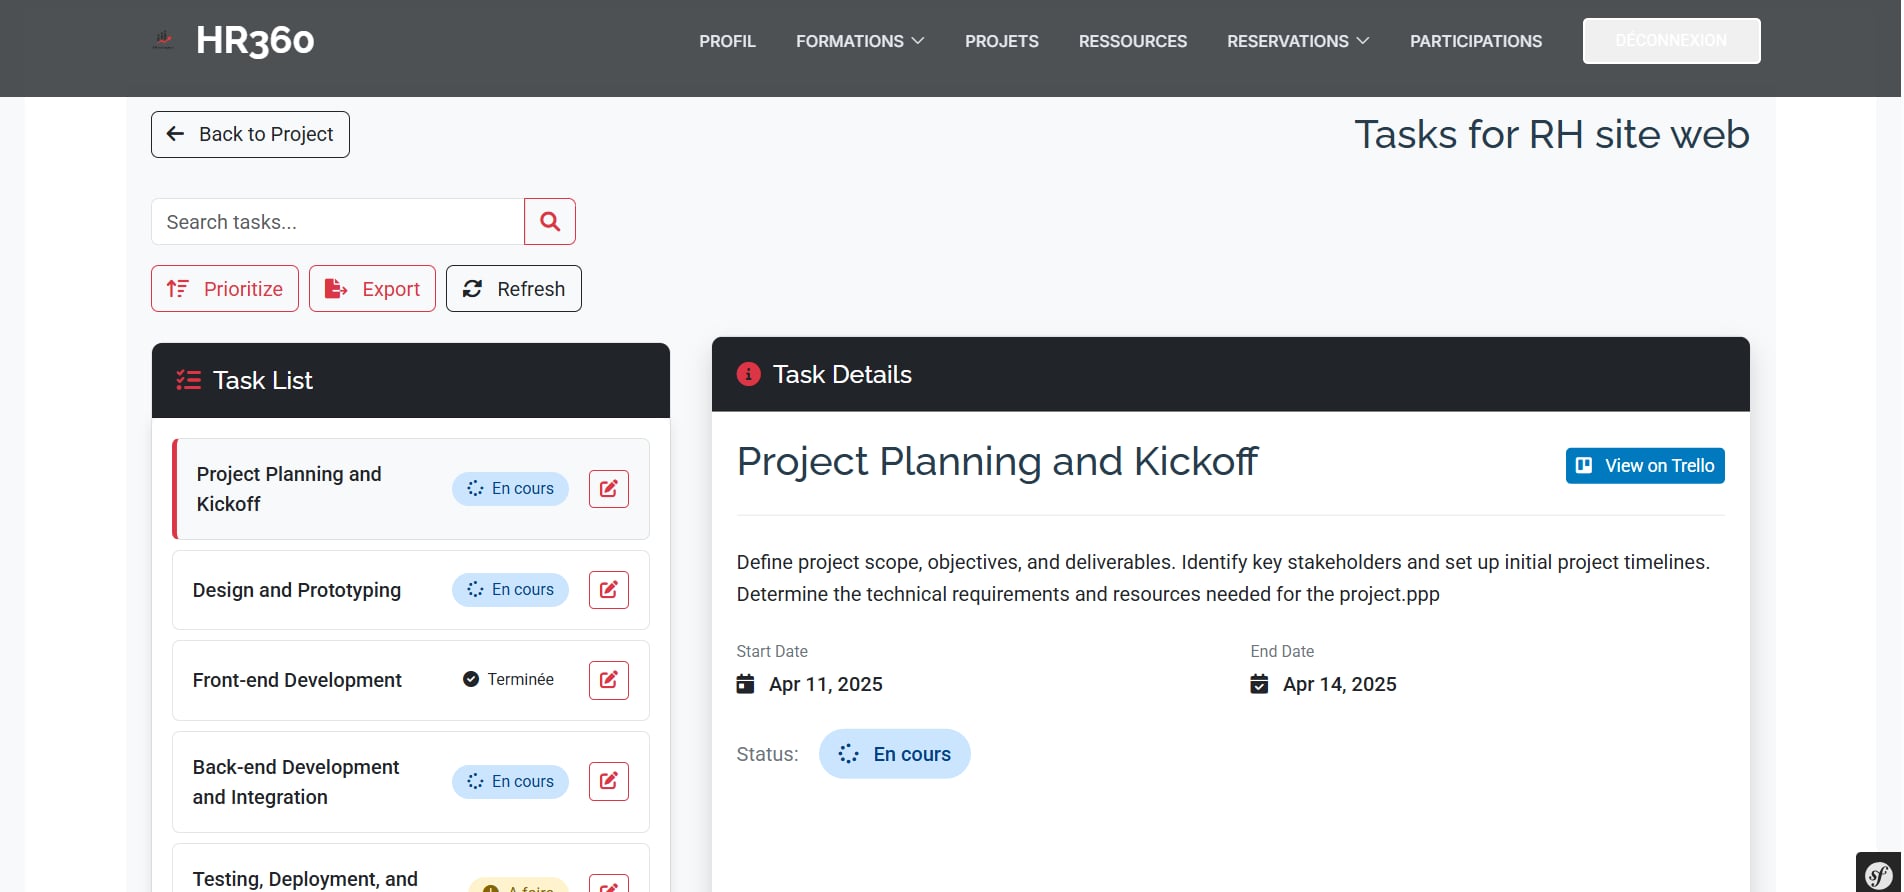 HR360
PROFIL
FORMATIONS
PROJETS
RESSOURCES
RESERVATIONS
PARTICIPATIONS
DÉCONNEXION
Back to Project
Tasks for RH site web
Search tasks...
Prioritize
Export
Refresh
Task List
Project Planning and
Kickoff
En cours
Design and Prototyping
En cours
Front-end Development
Terminée
Back-end Development
and Integration
En cours
Testing, Deployment, and
A faire
Task Details
Project Planning and Kickoff
View on Trello
Define project scope, objectives, and deliverables. Identify key stakeholders and set up initial project timelines.
Determine the technical requirements and resources needed for the project.ppp
Start Date
Apr 11, 2025
End Date
Apr 14, 2025
Status:
En cours
sf